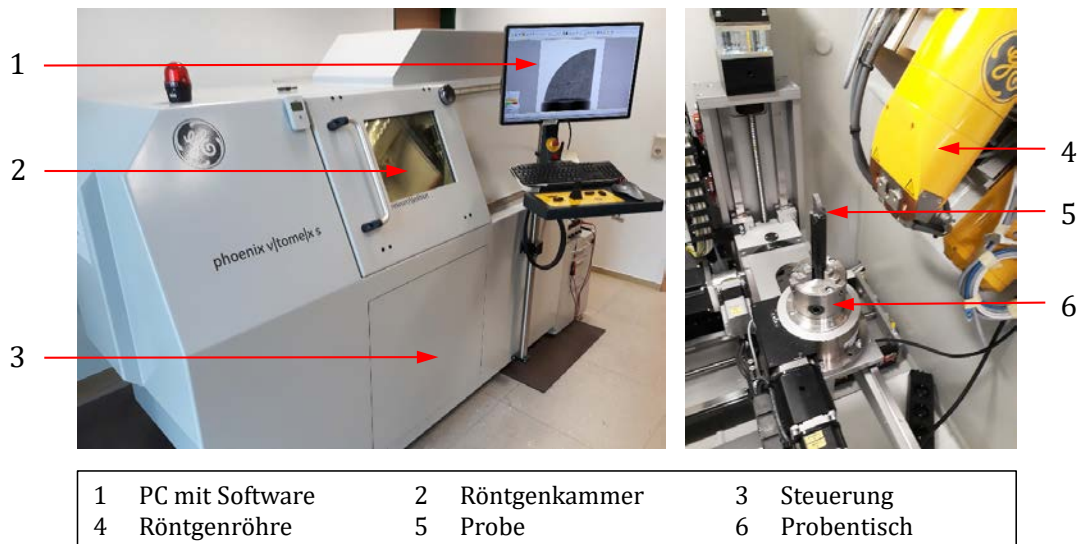 1
2
3
phoenix v|tome|x s
4
5
6
1 PC mit Software 2 Röntgenkammer 3 Steuerung
4 Röntgenröhre 5 Probe 6 Probentisch